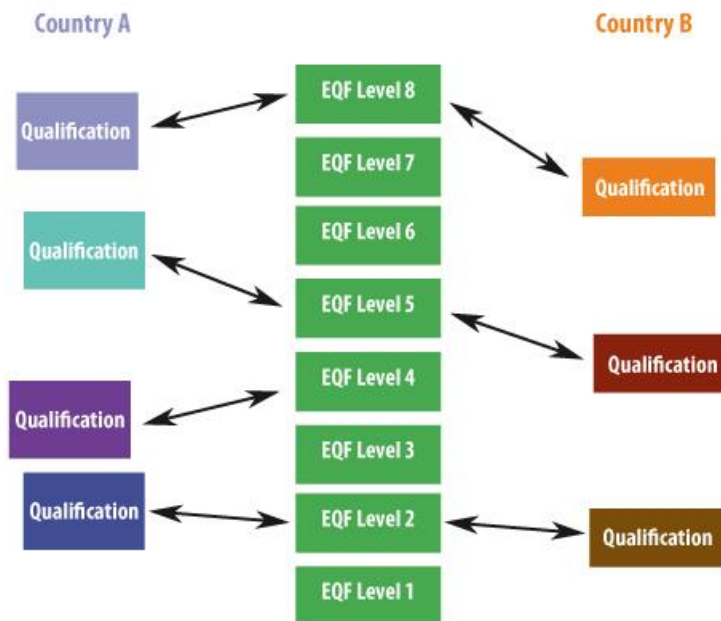 Country A
Country B
EQF Level 8
Qualification
EQF Level 7
Qualification
EQF Level 6
Qualification
EQF Level 5
Qualification
EQF Level 4
Qualification
EQF Level 3
Qualification
EQF Level 2
Qualification
EQF Level 1